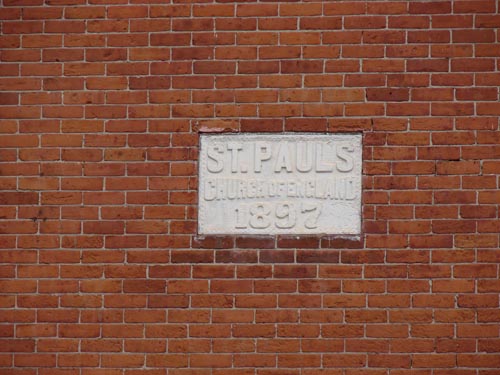 ST. PAUL'S
CHURCH OF ENGLAND
1897